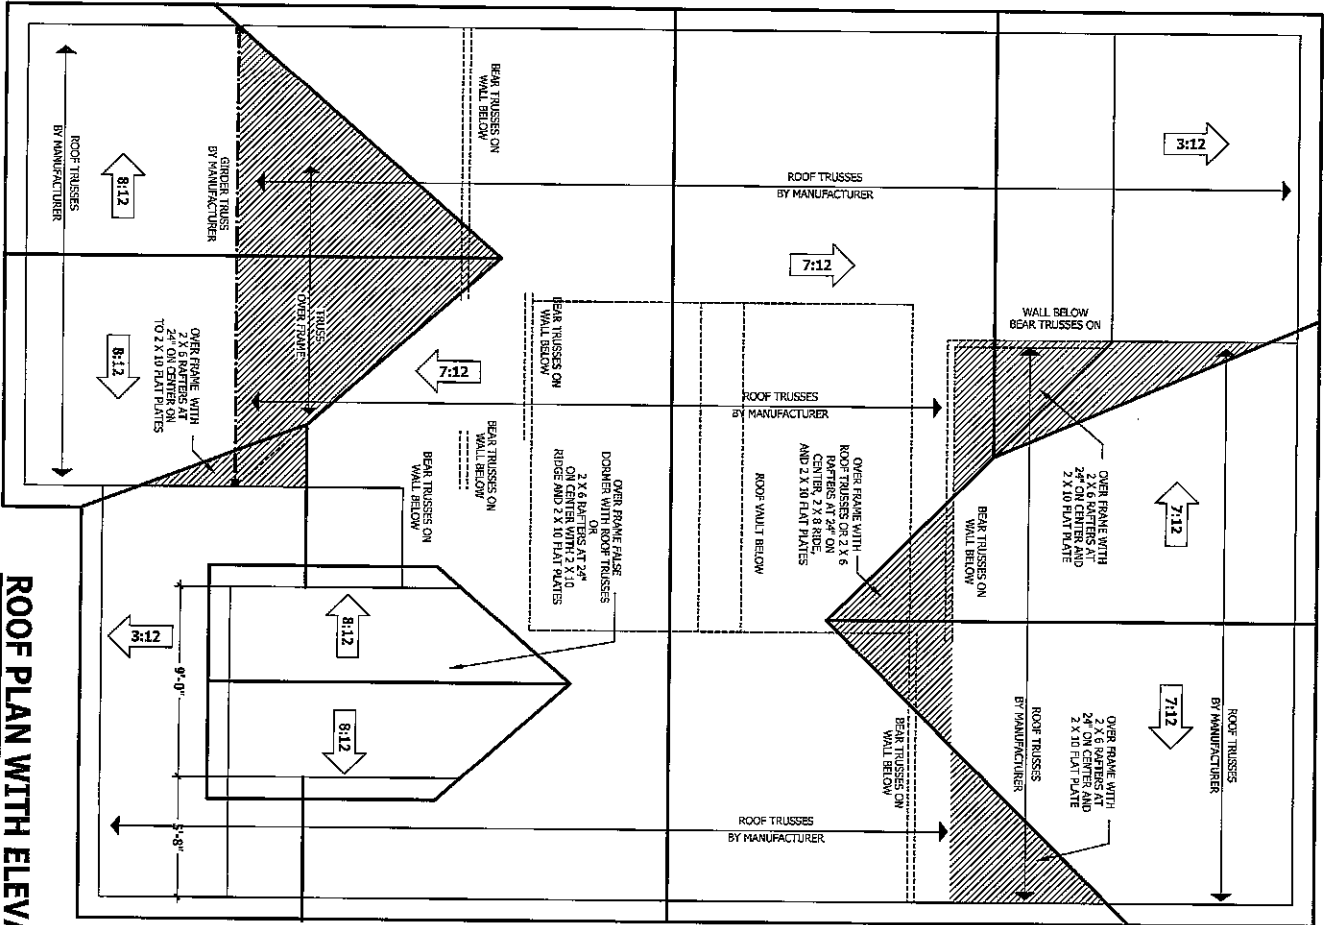 3:12
ROOF TRUSSES
BY MANUFACTURER
BEAR TRUSSES ON
WALL BELOW
ROOF TRUSSES
BY MANUFACTURER
8:12
GIRDER TRUSS
BY MANUFACTURER
7:12
TRUSS
OVER FRAME
BEAR TRUSSES ON
WALL BELOW
WALL BELOW
BEAR TRUSSES ON
7:12
8:12
OVER FRAME WITH
2 X 6 RAFTERS AT
24" ON CENTER ON
TO 2 X 10 FLAT PLATES
ROOF TRUSSES
BY MANUFACTURER
BEAR TRUSSES ON
WALL BELOW
BEAR TRUSSES ON
WALL BELOW
OVER FRAME FALSE
DORMER WITH ROOF TRUSSES
OR
2 X 6 RAFTERS AT 24"
ON CENTER WITH 2 X 10
RIDGE AND 2 X 10 FLAT PLATES
ROOF VAULT BELOW
OVER FRAME WITH
ROOF TRUSSES OR 2 X 6
RAFTERS AT 24" ON
CENTER, 2 X 8 RIDE,
AND 2 X 10 FLAT PLATES
BEAR TRUSSES ON
WALL BELOW
OVER FRAME WITH
2 X 6 RAFTERS AT
24" ON CENTER AND
2 X 10 FLAT PLATE
7:12
3:12
8:12
8:12
9'-0"
5'-8"
ROOF TRUSSES
BY MANUFACTURER
BEAR TRUSSES ON
WALL BELOW
ROOF TRUSSES
BY MANUFACTURER
OVER FRAME WITH
2 X 6 RAFTERS AT
24" ON CENTER AND
2 X 10 FLAT PLATE
7:12
ROOF TRUSSES
BY MANUFACTURER
ROOF PLAN WITH ELEV